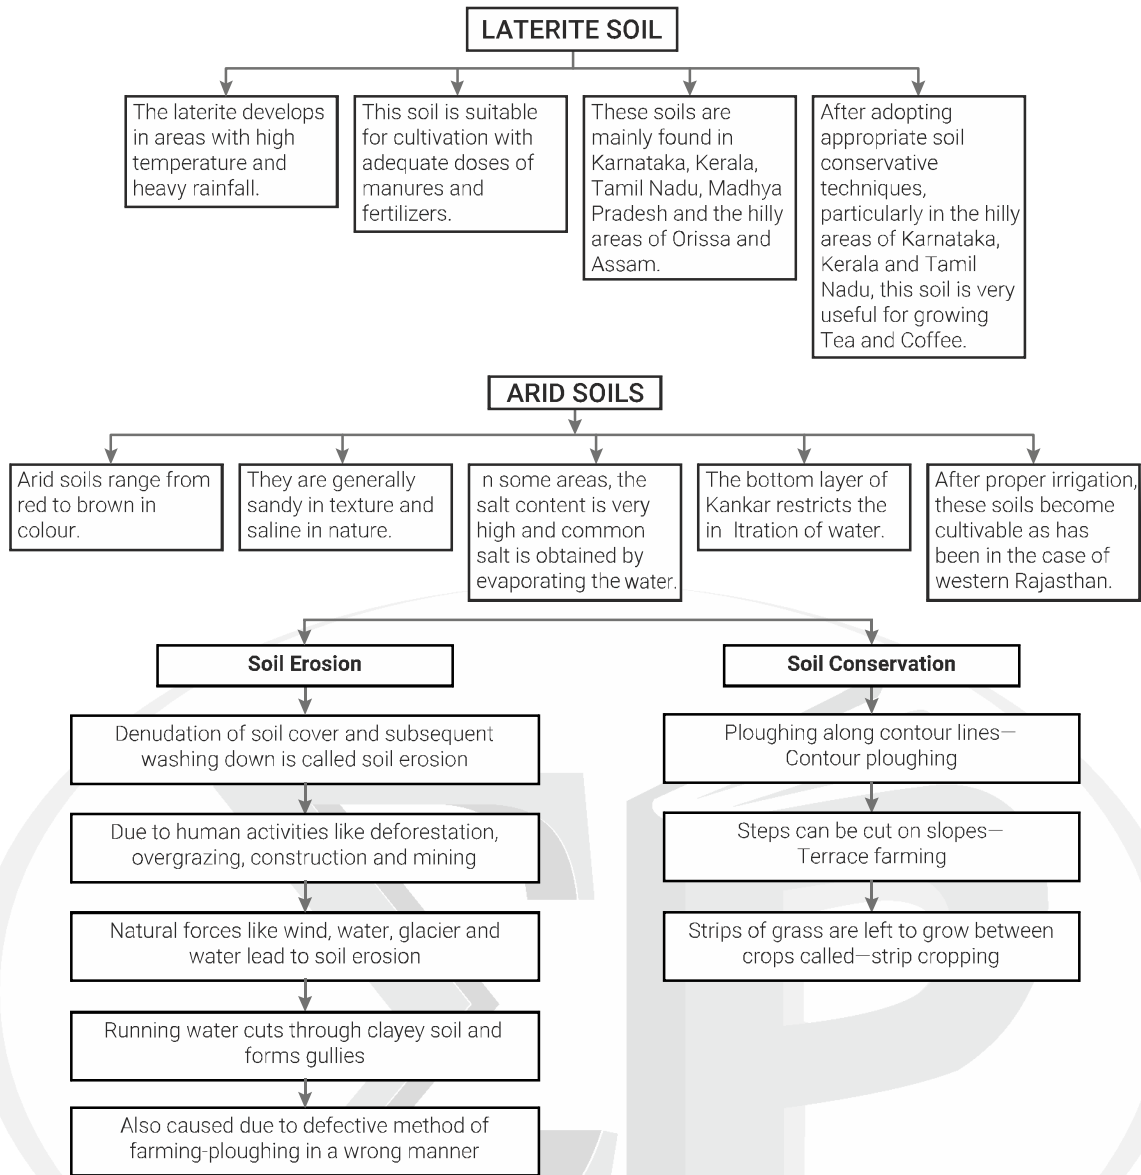 LATERITE SOIL
The laterite develops
in areas with high
temperature and
heavy rainfall.
This soil is suitable
for cultivation with
adequate doses of
manures and
fertilizers.
These soils are
mainly found in
Karnataka, Kerala,
Tamil Nadu, Madhya
Pradesh and the hilly
areas of Orissa and
Assam.
After adopting
appropriate soil
conservative
techniques,
particularly in the hilly
areas of Karnataka,
Kerala and Tamil
Nadu, this soil is very
useful for growing
Tea and Coffee.
ARID SOILS
Arid soils range from
red to brown in
colour.
They are generally
sandy in texture and
saline in nature.
n some areas, the
salt content is very
high and common
salt is obtained by
evaporating the water.
The bottom layer of
Kankar restricts the
in ltration of water.
After proper irrigation,
these soils become
cultivable as has
been in the case of
western Rajasthan.
Soil Erosion
Denudation of soil cover and subsequent
washing down is called soil erosion
Due to human activities like deforestation,
overgrazing, construction and mining
Natural forces like wind, water, glacier and
water lead to soil erosion
Running water cuts through clayey soil and
forms gullies
Also caused due to defective method of
farming-ploughing in a wrong manner
Soil Conservation
Ploughing along contour lines—
Contour ploughing
Steps can be cut on slopes—
Terrace farming
Strips of grass are left to grow between
crops called—strip cropping